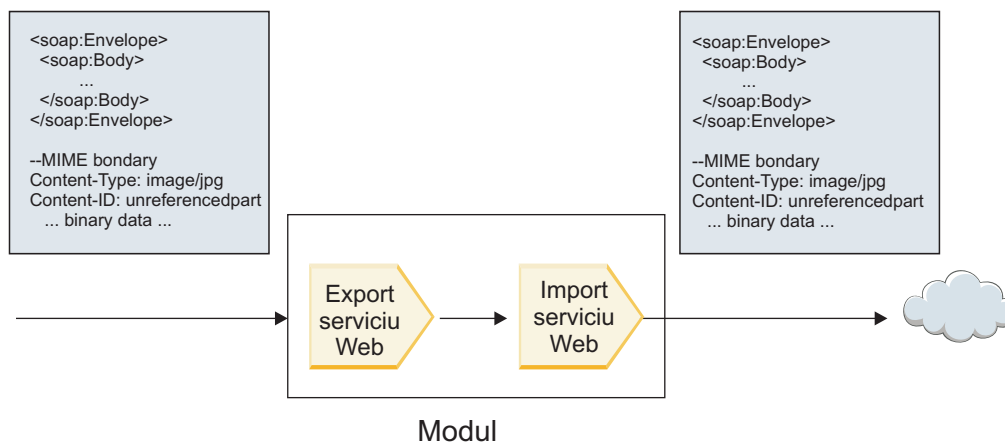 <soap:Envelope>
<soap:Body>
...
</soap:Body>
</soap:Envelope>
--MIME bondary
Content-Type: image/jpg
Content-ID: unreferencedpart
... binary data ...
<soap:Envelope>
<soap:Body>
...
</soap:Body>
</soap:Envelope>
--MIME bondary
Content-Type: image/jpg
Content-ID: unreferencedpart
... binary data ...
Export
serviciu
Web
Import
serviciu
Web
Modul